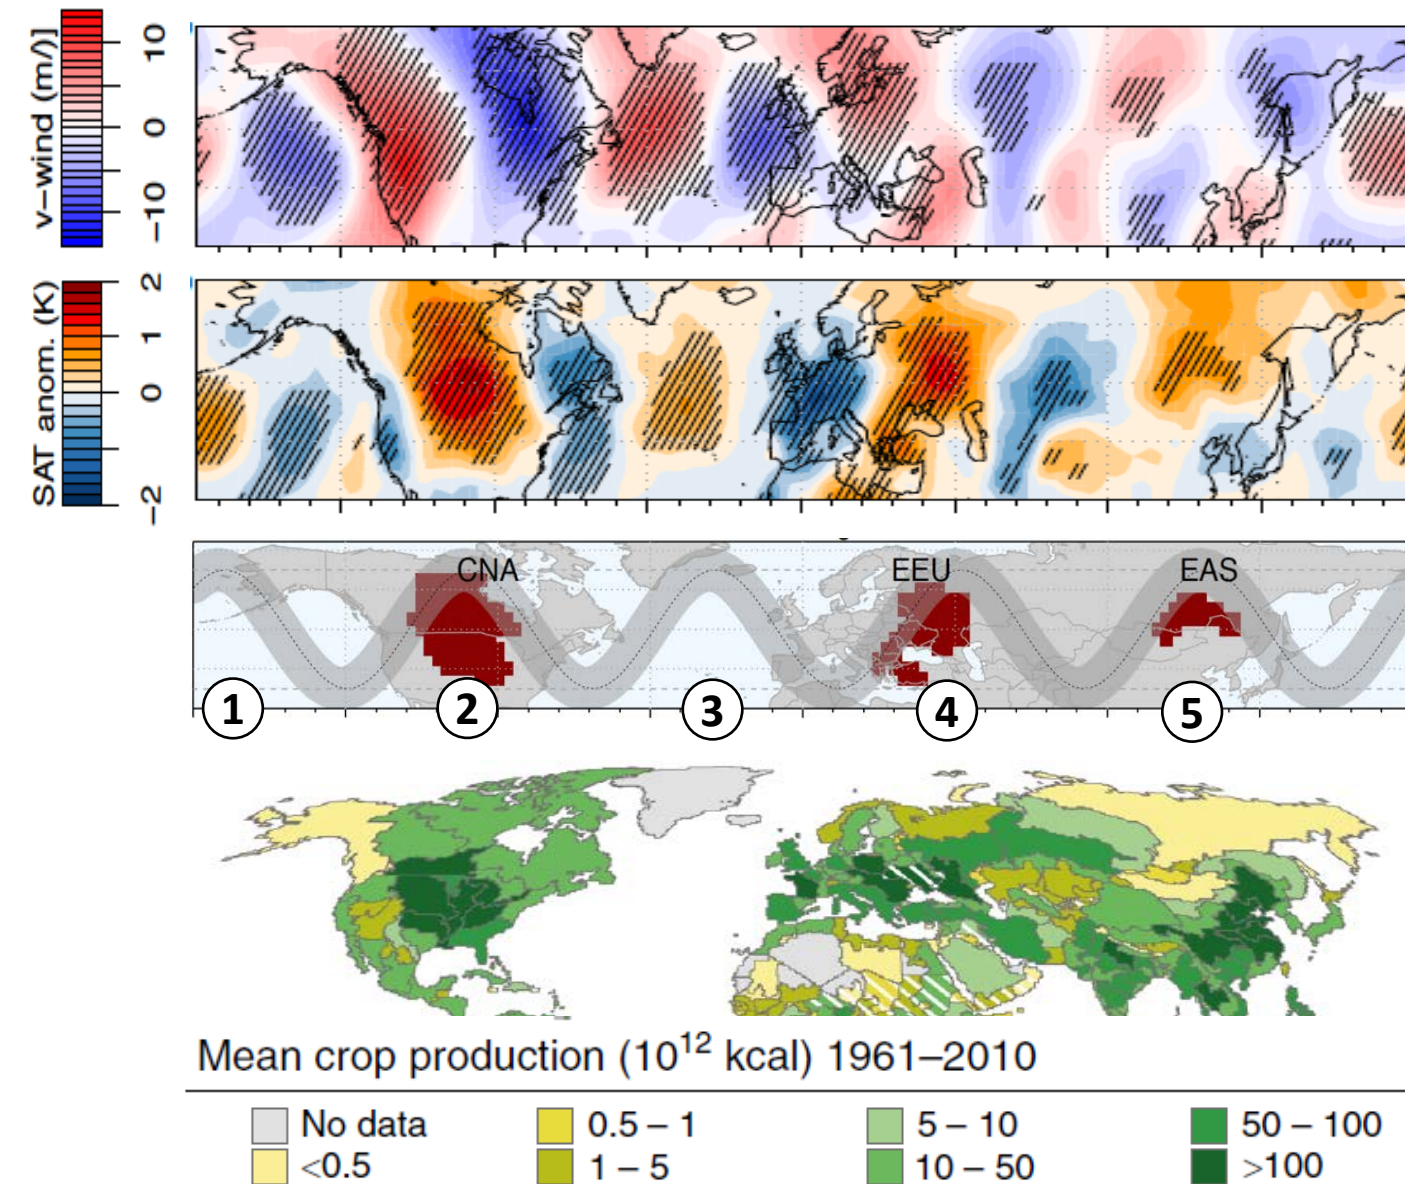 v-wind (m/)]
10
0
-10
SAT anom. (K)
2
1
0
-2
CNA
EEU
EAS
1
2
3
4
5
Mean crop production (10¹² kcal) 1961–2010
No data
0.5 – 1
5 – 10
50 – 100
<0.5
1 – 5
10 – 50
>100